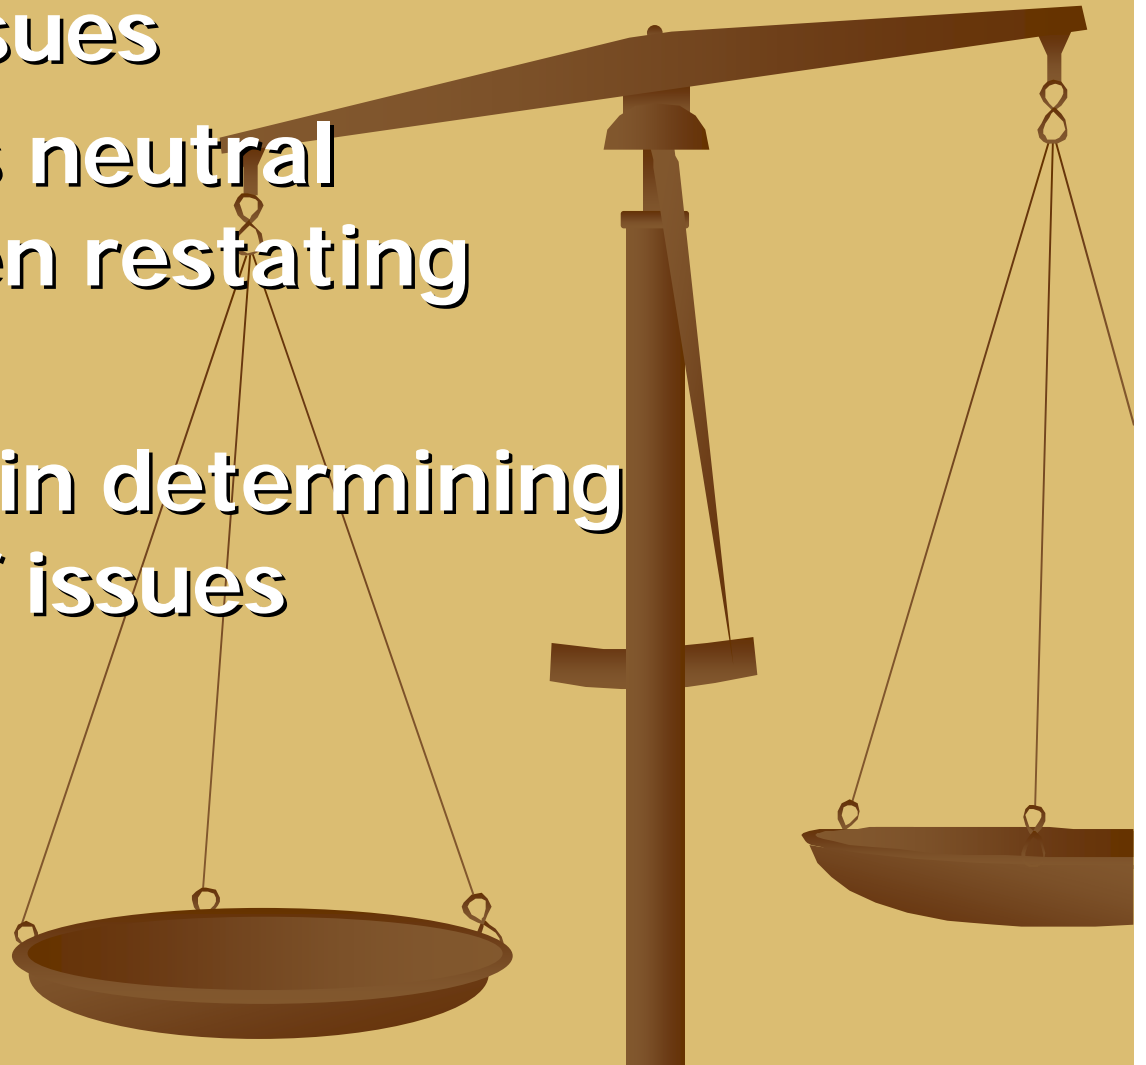 sues
s neutral
en restating
in determining
issues